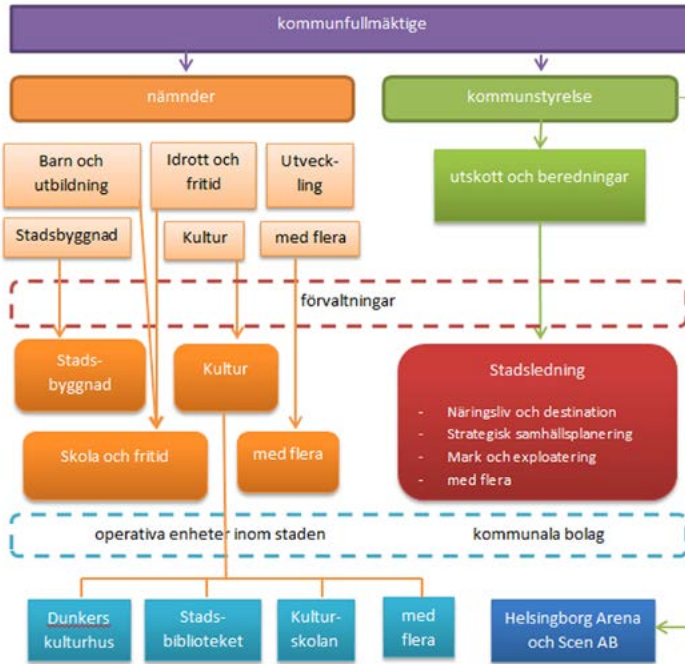 kommunfullmäktige
nämnder
kommunstyrelse
Barn och
utbildning
Idrott och
fritid
Utveck-
ling
utskott och beredningar
Stadsbyggnad
Kultur
med flera
förvaltningar
Stads-
byggnad
Kultur
Stadsledning
- Näringsliv och destination
- Strategisk samhällsplanering
- Mark och exploatering
- med flera
Skola och fritid
med flera
operativa enheter inom staden
kommunala bolag
Dunkers
kulturhus
Stads-
biblioteket
Kultur-
skolan
med
flera
Helsingborg Arena
och Scen AB